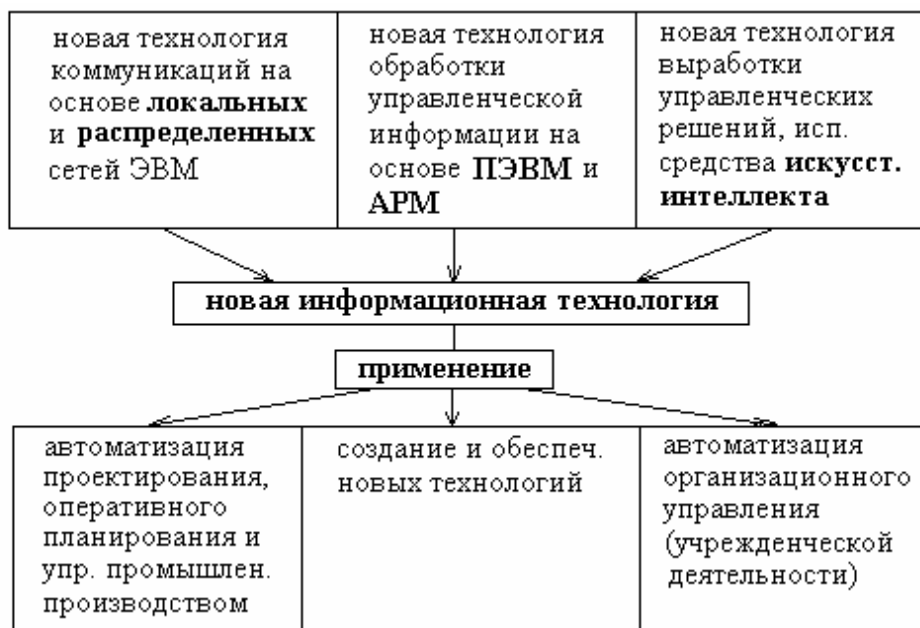 новая технология
коммуникаций на
основе локальных
и распределенных
сетей ЭВМ
новая технология
обработки
управленческой
информации на
основе ПЭВМ и
АРМ
новая технология
выработки
управленческих
решений, исп.
средства искусст.
интеллекта
новая информационная технология
применение
автоматизация
проектирования,
оперативного
планирования и
упр. промышлен.
производством
создание и обеспеч.
новых технологий
автоматизация
организационного
управления
(учрежденческой
деятельности)